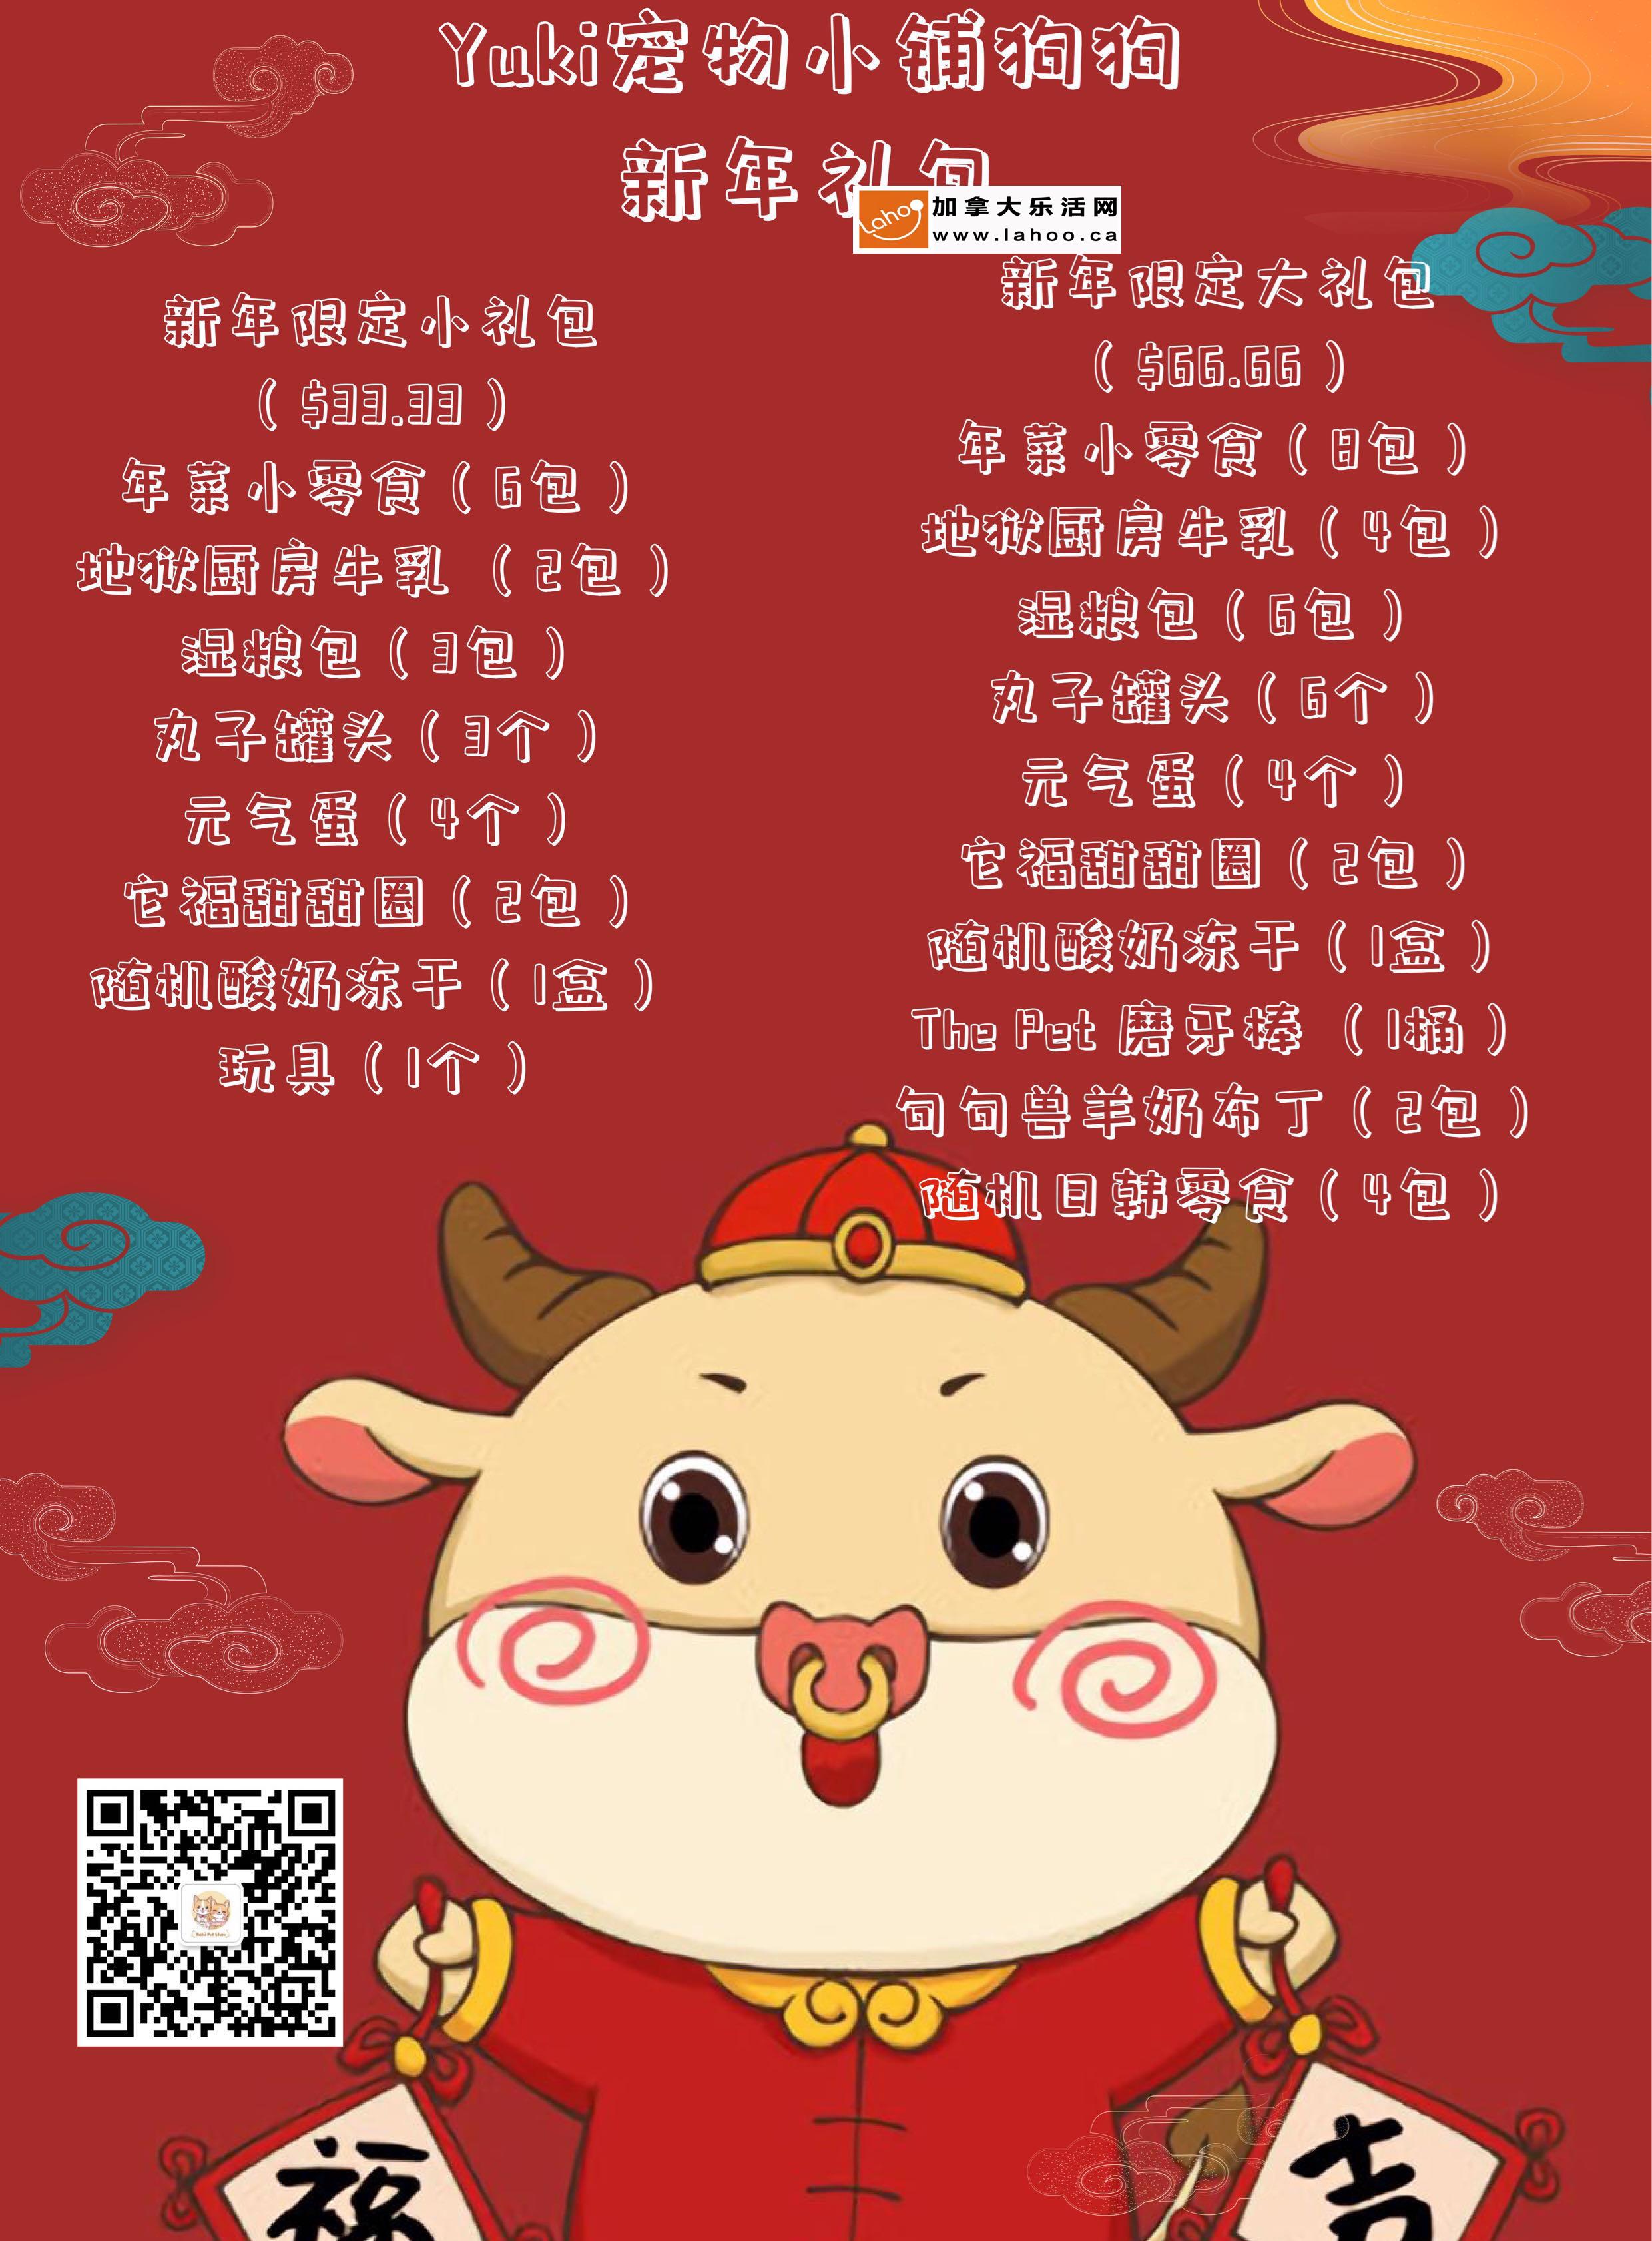 Yuki宠物小铺狗狗
新年礼包
加拿大乐活网
www.lahoo.ca
Lahoo
新年限定小礼包
（$33.33）
年菜小零食（6包）
地狱厨房牛乳 （2包）
湿粮包（3包）
丸子罐头（3个）
元气蛋（4个）
它福甜甜圈（2包）
随机酸奶冻干（1盒）
玩具（1个）
新年限定大礼包
（$66.66）
年菜小零食（8包）
地狱厨房牛乳（4包）
湿粮包（6包）
丸子罐头（6个）
元气蛋（4个）
它福甜甜圈（2包）
随机酸奶冻干（1盒）
The Pet 磨牙棒 （1桶）
句句兽羊奶布丁（2包）
随机日韩零食（4包）
福
吉